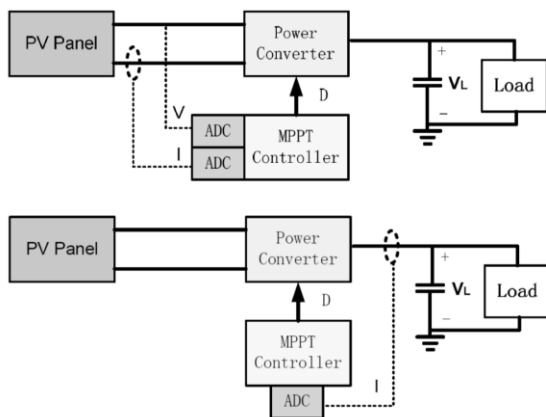 PV Panel
Power
Converter
+
VL
−
Load
D
V
I
ADC
ADC
MPPT
Controller
PV Panel
Power
Converter
+
VL
−
Load
D
MPPT
Controller
ADC
I